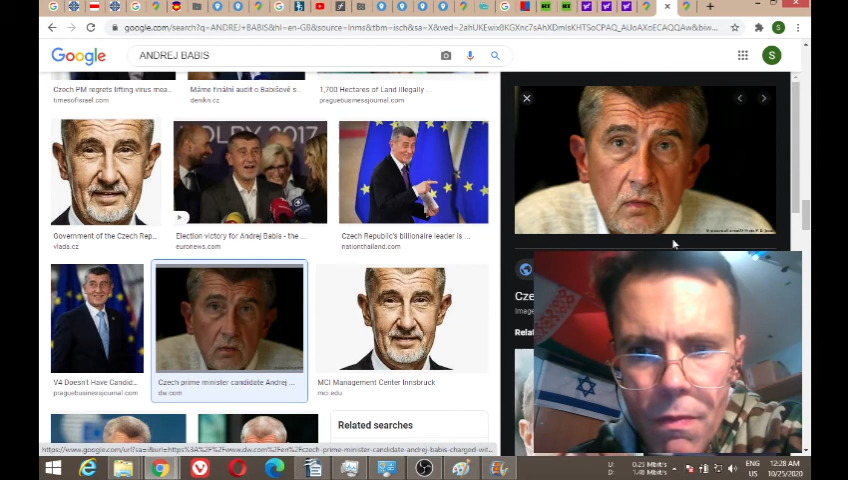 google.com/search?q=ANDREJ+BABIS&hl=en-GB&source=lnms&tbm=isch&sa=X&ved=
S
Google
ANDREJ BABIS
S
Czech PM regrets lifting virus mea...
timesofisrael.com
Máme finální audit o Babišově s...
denikn.cz
1,700 Hectares of Land Illegally ...
praguebusinessjournal.com
2017
Government of the Czech Rep...
vlada.cz
Election victory for Andrej Babis - the ...
euronews.com
Czech Republic's billionaire leader is ...
nationthailand.com
Cze
Image
Rela
V4 Doesn't Have Candid...
praguebusinessjournal.com
Czech prime minister candidate Andrej ...
dw.com
MCI Management Center Innsbruck
mci.edu
Related searches
https://www.google.com/url?sa=i&url=https%3A%2F%2Fwww.dw.com%2Fen%2Fczech-prime-minister-candidate-andrej-babis-charged-wit...
U: 0.25 Mbit/s
D: 1.48 Mbit/s
ENG
US
12:28 AM
10/25/2020